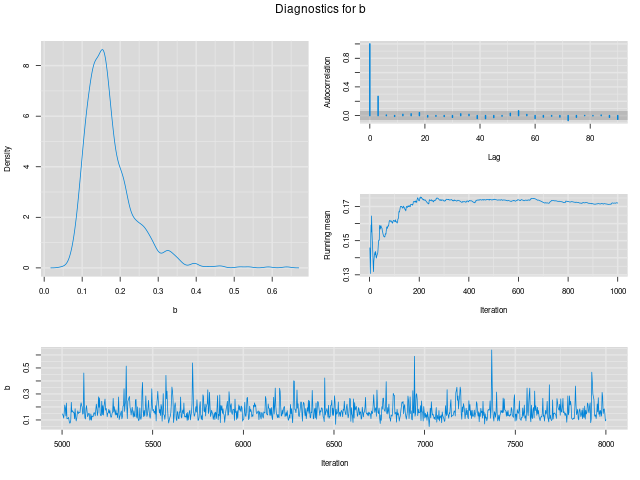 Diagnostics for b
Density
0 2 4 6 8
0.0 0.1 0.2 0.3 0.4 0.5 0.6
b
Autocorrelation
0.0 0.4 0.8
0 20 40 60 80
Lag
Running mean
0.13 0.15 0.17
0 200 400 600 800 1000
Iteration
b
0.1 0.3 0.5
5000 5500 6000 6500 7000 7500 8000
Iteration